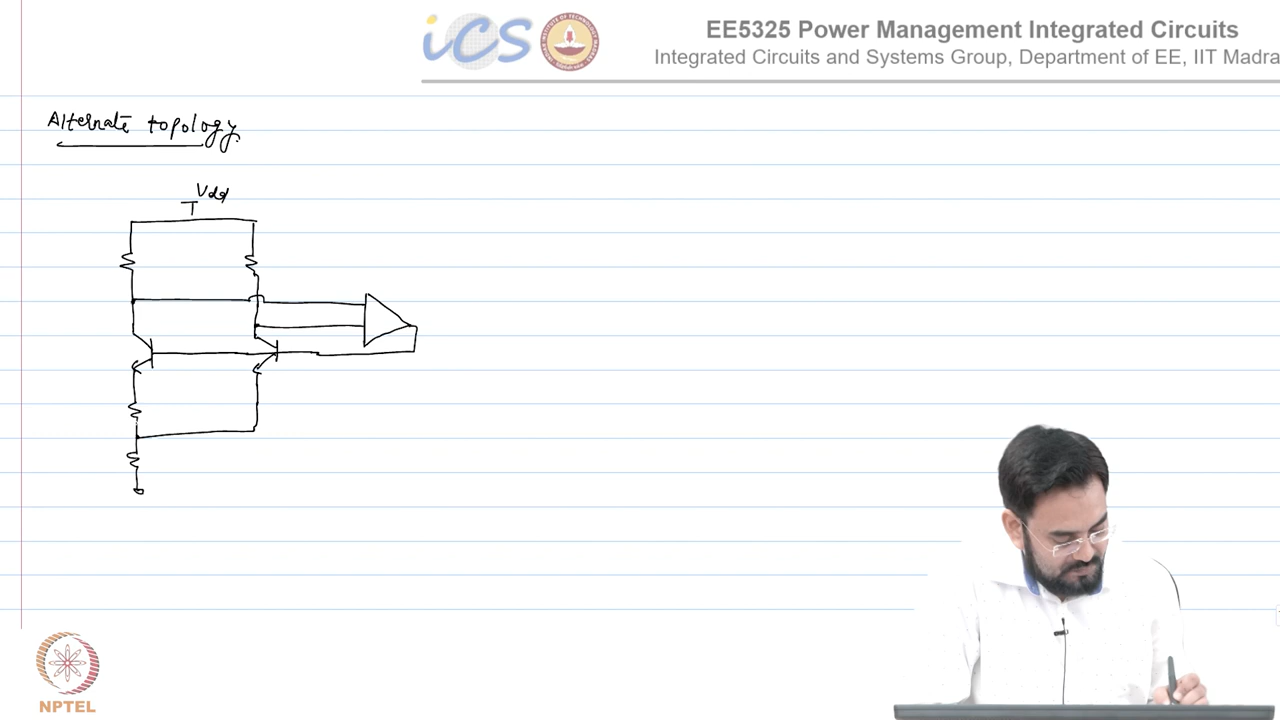 iCS
EE5325 Power Management Integrated Circuits
Integrated Circuits and Systems Group, Department of EE, IIT Madra
Alternate topology
Vdd
NPTEL